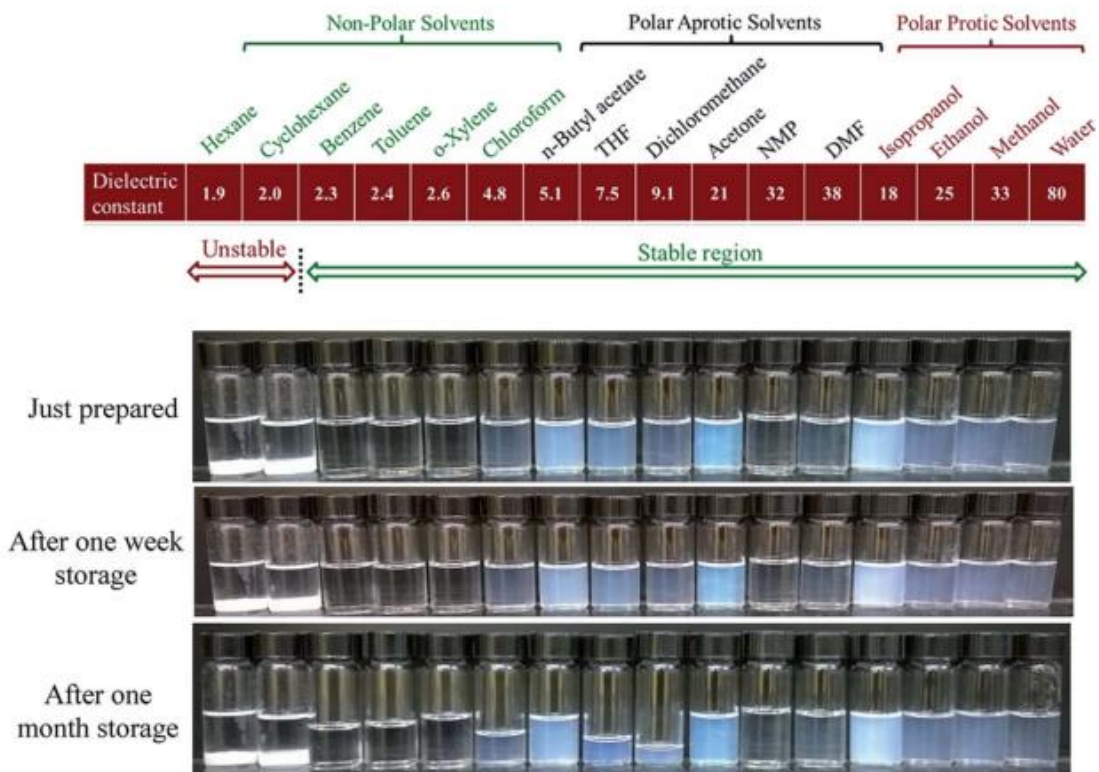 Non-Polar Solvents Polar Aprotic Solvents Polar Protic Solvents
Hexane Cyclohexane Benzene Toluene o-Xylene Chloroform n-Butyl acetate THF Dichloromethane Acetone NMP DMF Isopropanol Ethanol Methanol Water
Dielectric
constant
1.9 2.0 2.3 2.4 2.6 4.8 5.1 7.5 9.1 21 32 38 18 25 33 80
Unstable Stable region
Just prepared
After one week
storage
After one
month storage